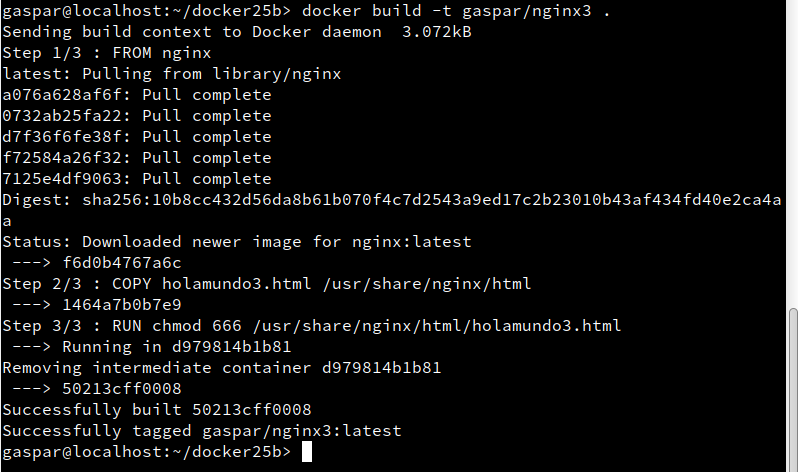 gaspar@localhost:~/docker25b> docker build -t gaspar/nginx3 .
Sending build context to Docker daemon  3.072kB
Step 1/3 : FROM nginx
latest: Pulling from library/nginx
a076a628af6f: Pull complete
0732ab25fa22: Pull complete
d7f36f6fe38f: Pull complete
f72584a26f32: Pull complete
7125e4df9063: Pull complete
Digest: sha256:10b8cc432d56da8b61b070f4c7d2543a9ed17c2b23010b43af434fd40e2ca4a
a
Status: Downloaded newer image for nginx:latest
 ---> f6d0b4767a6c
Step 2/3 : COPY holamundo3.html /usr/share/nginx/html
 ---> 1464a7b0b7e9
Step 3/3 : RUN chmod 666 /usr/share/nginx/html/holamundo3.html
 ---> Running in d979814b1b81
Removing intermediate container d979814b1b81
 ---> 50213cff0008
Successfully built 50213cff0008
Successfully tagged gaspar/nginx3:latest
gaspar@localhost:~/docker25b>